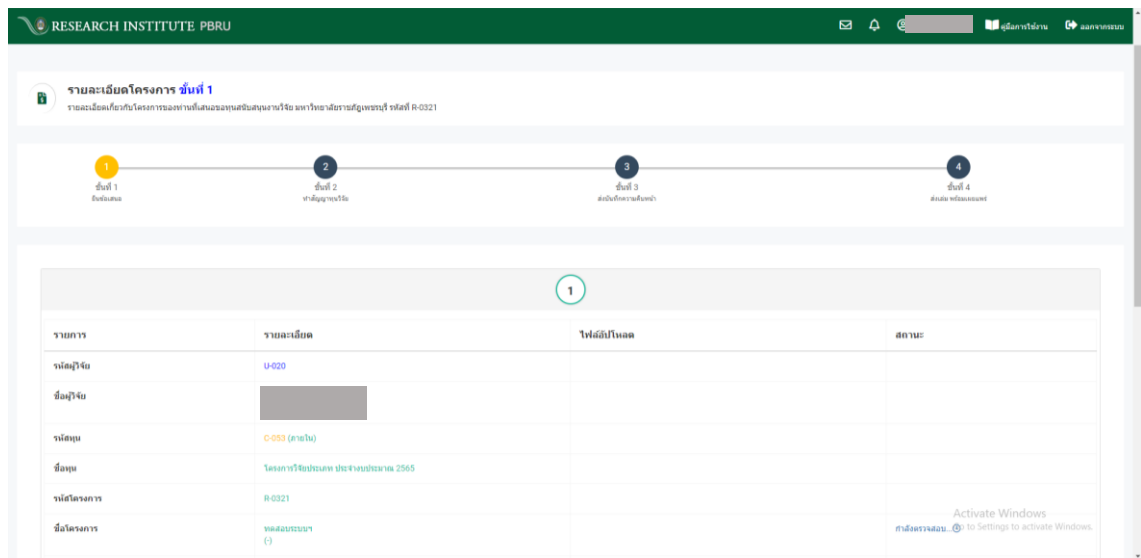 RESEARCH INSTITUTE PBRU
คู่มือการใช้งาน
ออกจากระบบ
รายละเอียดโครงการ ขั้นที่ 1
รายละเอียดเกี่ยวกับโครงการของท่านที่เสนอขอทุนสนับสนุนงานวิจัย มหาวิทยาลัยราชภัฏเพชรบุรี รหัสที่ R-0321
1 2 3 4
ขั้นที่ 1 ขั้นที่ 2 ขั้นที่ 3 ขั้นที่ 4
ยื่นข้อเสนอ ทำสัญญาทุนวิจัย ส่งบันทึกความคืบหน้า ส่งเล่ม พร้อมเผยแพร่
1
รายการ รายละเอียด ไฟล์อัปโหลด สถานะ
รหัสผู้วิจัย U-020
ชื่อผู้วิจัย
รหัสทุน C-053 (ภายใน)
ชื่อทุน โครงการวิจัยประเภท ประจำงบประมาณ 2565
รหัสโครงการ R-0321
ชื่อโครงการ ทดสอบระบบฯ กำลังตรวจสอบ...
(-)
Activate Windows
Go to Settings to activate Windows.